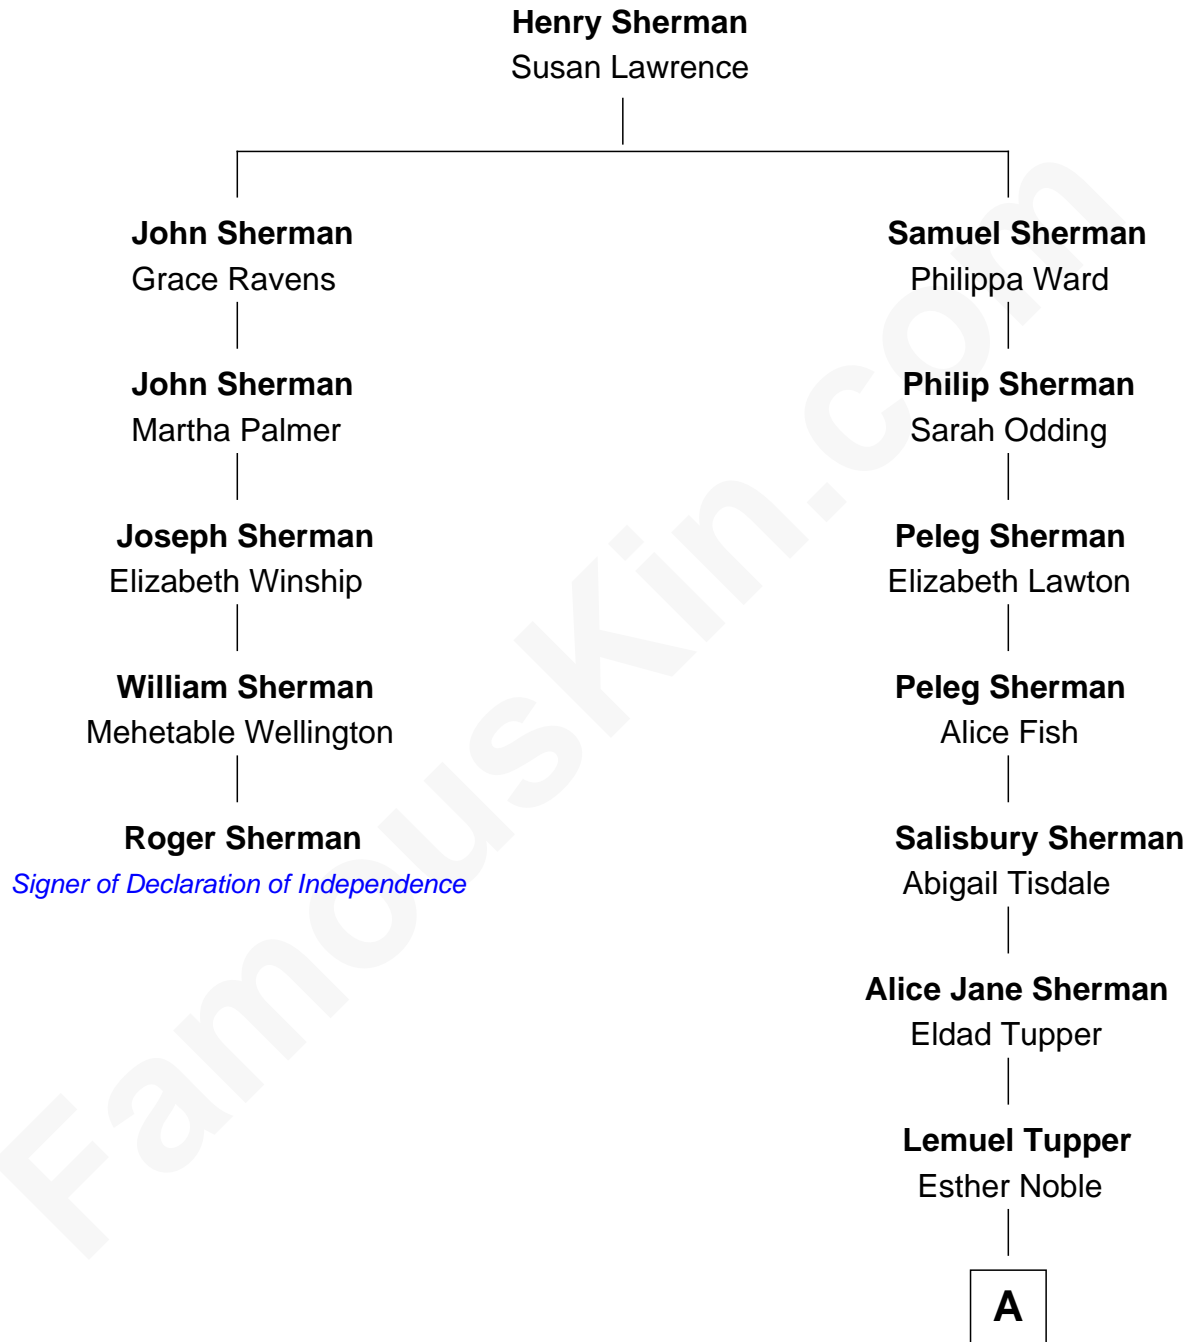 Henry Sherman
Susan Lawrence
John Sherman
Grace Ravens
John Sherman
Martha Palmer
Joseph Sherman
Elizabeth Winship
William Sherman
Mehetable Wellington
Roger Sherman
Signer of Declaration of Independence
Samuel Sherman
Philippa Ward
Philip Sherman
Sarah Odding
Peleg Sherman
Elizabeth Lawton
Peleg Sherman
Alice Fish
Salisbury Sherman
Abigail Tisdale
Alice Jane Sherman
Eldad Tupper
Lemuel Tupper
Esther Noble
A
FamousKin.com